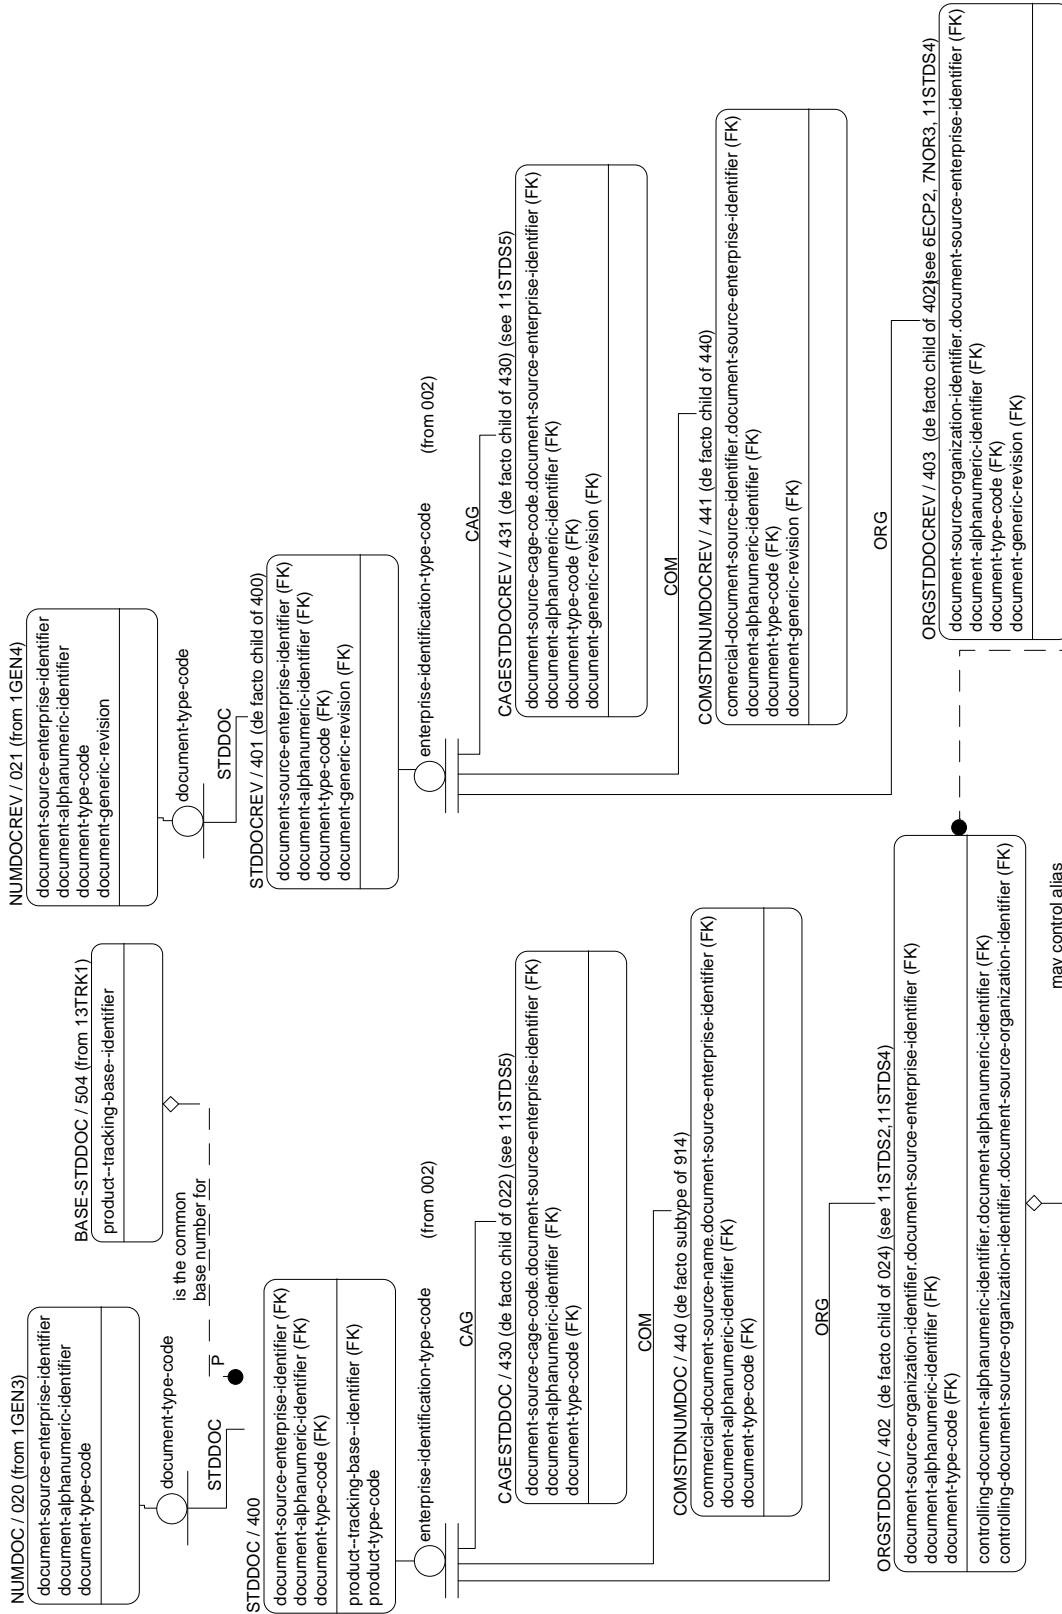 NUMDOC / 020 (from 1GEN3)
document-source-enterprise-identifier
document-alphanumeric-identifier
document-type-code
document-type-code
STDDOC
BASE-STDDOC / 504 (from 13TRK1)
product--tracking-base--identifier
is the common
base number for
P
STDDOC / 400
document-source-enterprise-identifier (FK)
document-alphanumeric-identifier (FK)
document-type-code (FK)
product--tracking-base--identifier (FK)
product-type-code
enterprise-identification-type-code
(from 002)
CAG
CAGESTDDOC / 430 (de facto child of 022) (see 11STDS5)
document-source-cage-code.document-source-enterprise-identifier (FK)
document-alphanumeric-identifier (FK)
document-type-code (FK)
COM
COMSTDNUMDOC / 440 (de facto subtype of 914)
commercial-document-source-name.document-source-enterprise-identifier (FK)
document-alphanumeric-identifier (FK)
document-type-code (FK)
ORG
ORGSTDDOC / 402 (de facto child of 024) (see 11STDS2,11STDS4)
document-source-organization-identifier.document-source-enterprise-identifier (FK)
document-alphanumeric-identifier (FK)
document-type-code (FK)
controlling-document-alphanumeric-identifier.document-alphanumeric-identifier (FK)
controlling-document-source-organization-identifier.document-source-organization-identifier (FK)
may control alias
NUMDOCREV / 021 (from 1GEN4)
document-source-enterprise-identifier
document-alphanumeric-identifier
document-type-code
document-generic-revision
document-type-code
STDDOC
STDDOCREV / 401 (de facto child of 400)
document-source-enterprise-identifier (FK)
document-alphanumeric-identifier (FK)
document-type-code (FK)
document-generic-revision (FK)
enterprise-identification-type-code
(from 002)
CAG
CAGESTDDOCREV / 431 (de facto child of 430) (see 11STDS5)
document-source-cage-code.document-source-enterprise-identifier (FK)
document-alphanumeric-identifier (FK)
document-type-code (FK)
document-generic-revision (FK)
COM
COMSTDNUMDOCREV / 441 (de facto child of 440)
comercial-document-source-identifier.document-source-enterprise-identifier (FK)
document-alphanumeric-identifier (FK)
document-type-code (FK)
document-generic-revision (FK)
ORG
ORGSTDDOCREV / 403 (de facto child of 402)(see 6ECP2, 7NOR3, 11STDS4)
document-source-organization-identifier.document-source-enterprise-identifier (FK)
document-alphanumeric-identifier (FK)
document-type-code (FK)
document-generic-revision (FK)